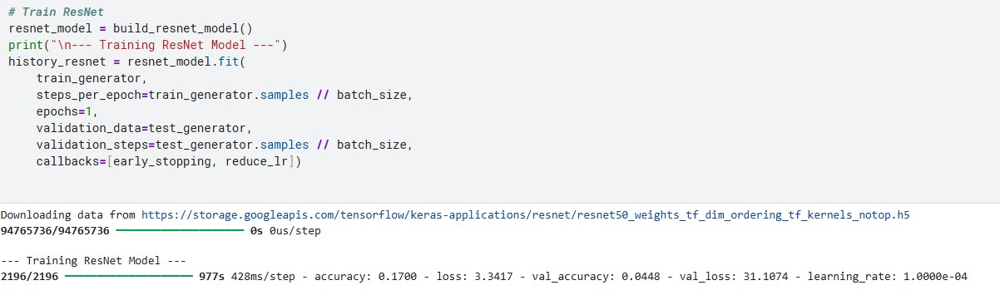 # Train ResNet
resnet_model = build_resnet_model()
print("\n--- Training ResNet Model ---")
history_resnet = resnet_model.fit(
    train_generator,
    steps_per_epoch=train_generator.samples // batch_size,
    epochs=1,
    validation_data=test_generator,
    validation_steps=test_generator.samples // batch_size,
    callbacks=[early_stopping, reduce_lr])
Downloading data from https://storage.googleapis.com/tensorflow/keras-applications/resnet/resnet50_weights_tf_dim_ordering_tf_kernels_notop.h5
94765736/94765736 ━━━━━━━━━━━━━━━━━━━━ 0s 0us/step
--- Training ResNet Model ---
2196/2196 ━━━━━━━━━━━━━━━━━━━━ 977s 428ms/step - accuracy: 0.1700 - loss: 3.3417 - val_accuracy: 0.0448 - val_loss: 31.1074 - learning_rate: 1.0000e-04